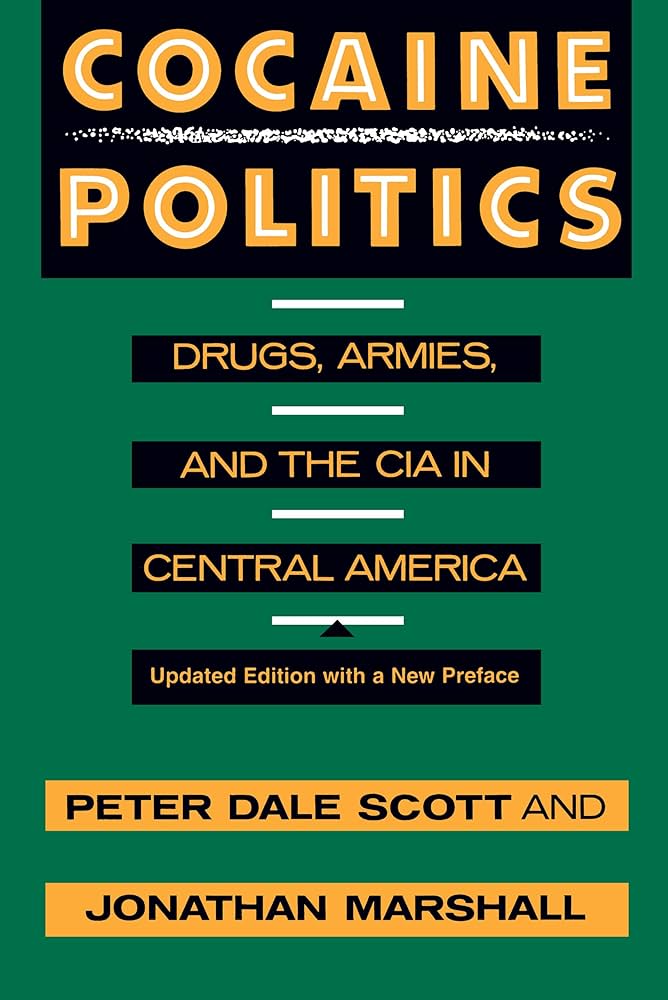 COCAINE
POLITICS
DRUGS, ARMIES,
AND THE CIA IN
CENTRAL AMERICA
Updated Edition with a New Preface
PETER DALE SCOTT AND
JONATHAN MARSHALL